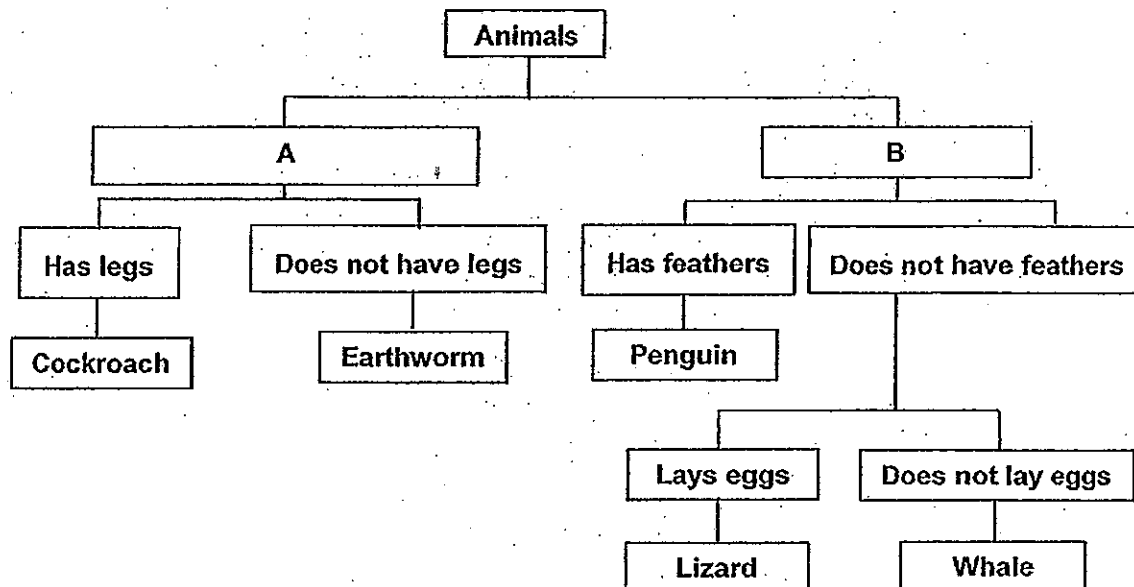 Animals
A
B
Has legs
Does not have legs
Has feathers
Does not have feathers
Cockroach
Earthworm
Penguin
Lays eggs
Does not lay eggs
Lizard
Whale